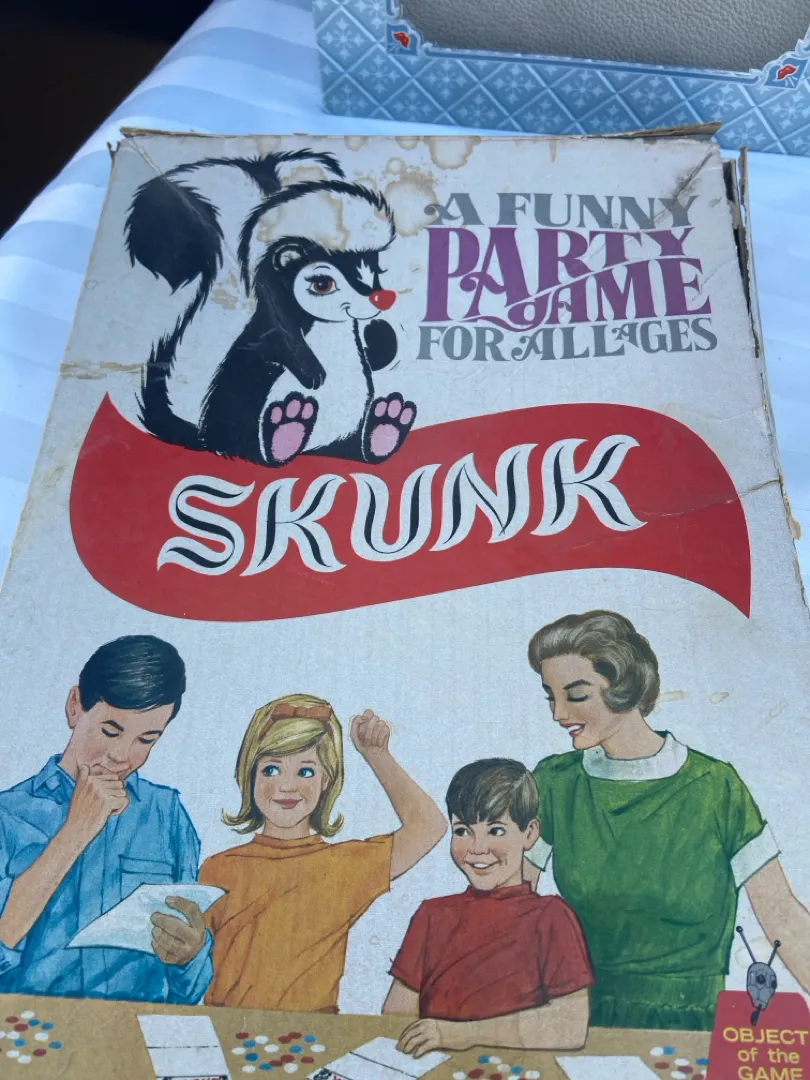 A FUNNY
PARTY
GAME
FOR ALL AGES
SKUNK
OBJECT
of the
GAME